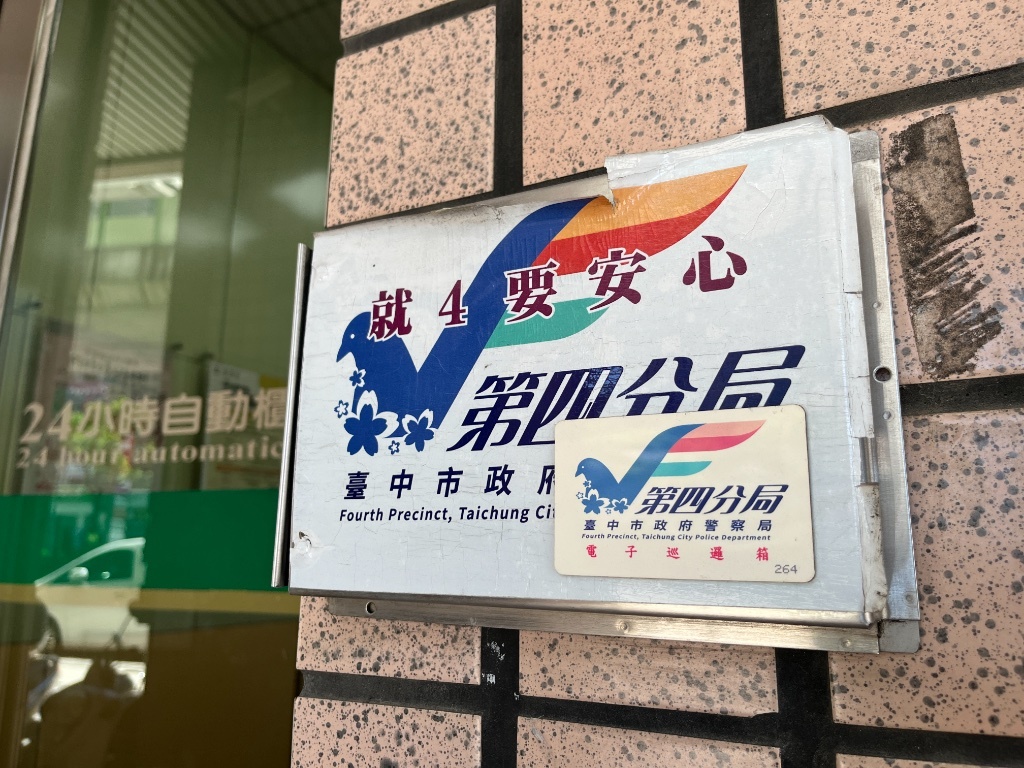 24小時自動櫃
24 hour automatic
就4要安心
第四分局
臺中市政府
Fourth Precinct, Taichung Cit
第四分局
臺中市政府警察局
Fourth Precinct, Taichung City Police Department
電子巡邏箱
264